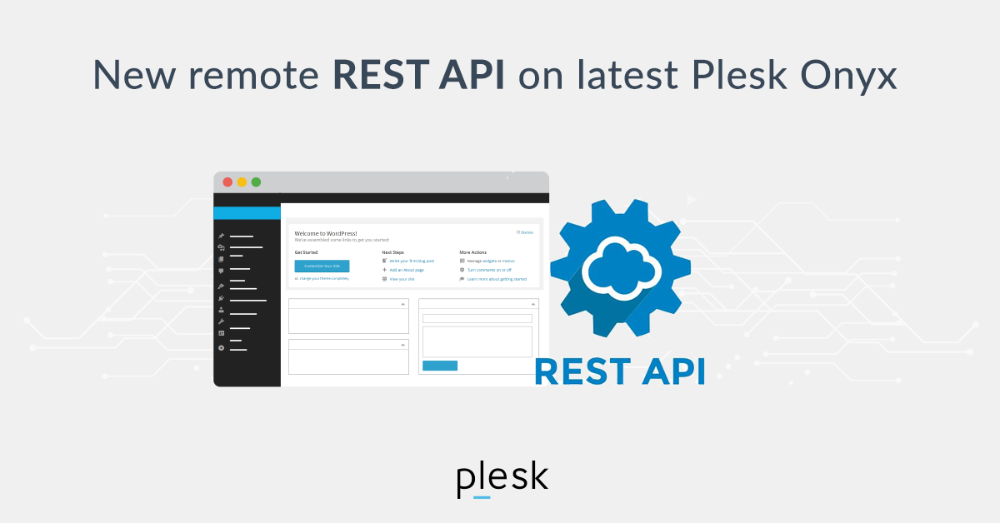 New remote REST API on latest Plesk Onyx
Welcome to WordPress!
We've assembled some links to get you started:
Dismiss
Get Started
Customize Your Site
or, change your theme completely
Next Steps
Write your first blog post
Add an About page
View your site
More Actions
Manage widgets or menus
Turn comments on or off
Learn more about getting started
REST API
plesk